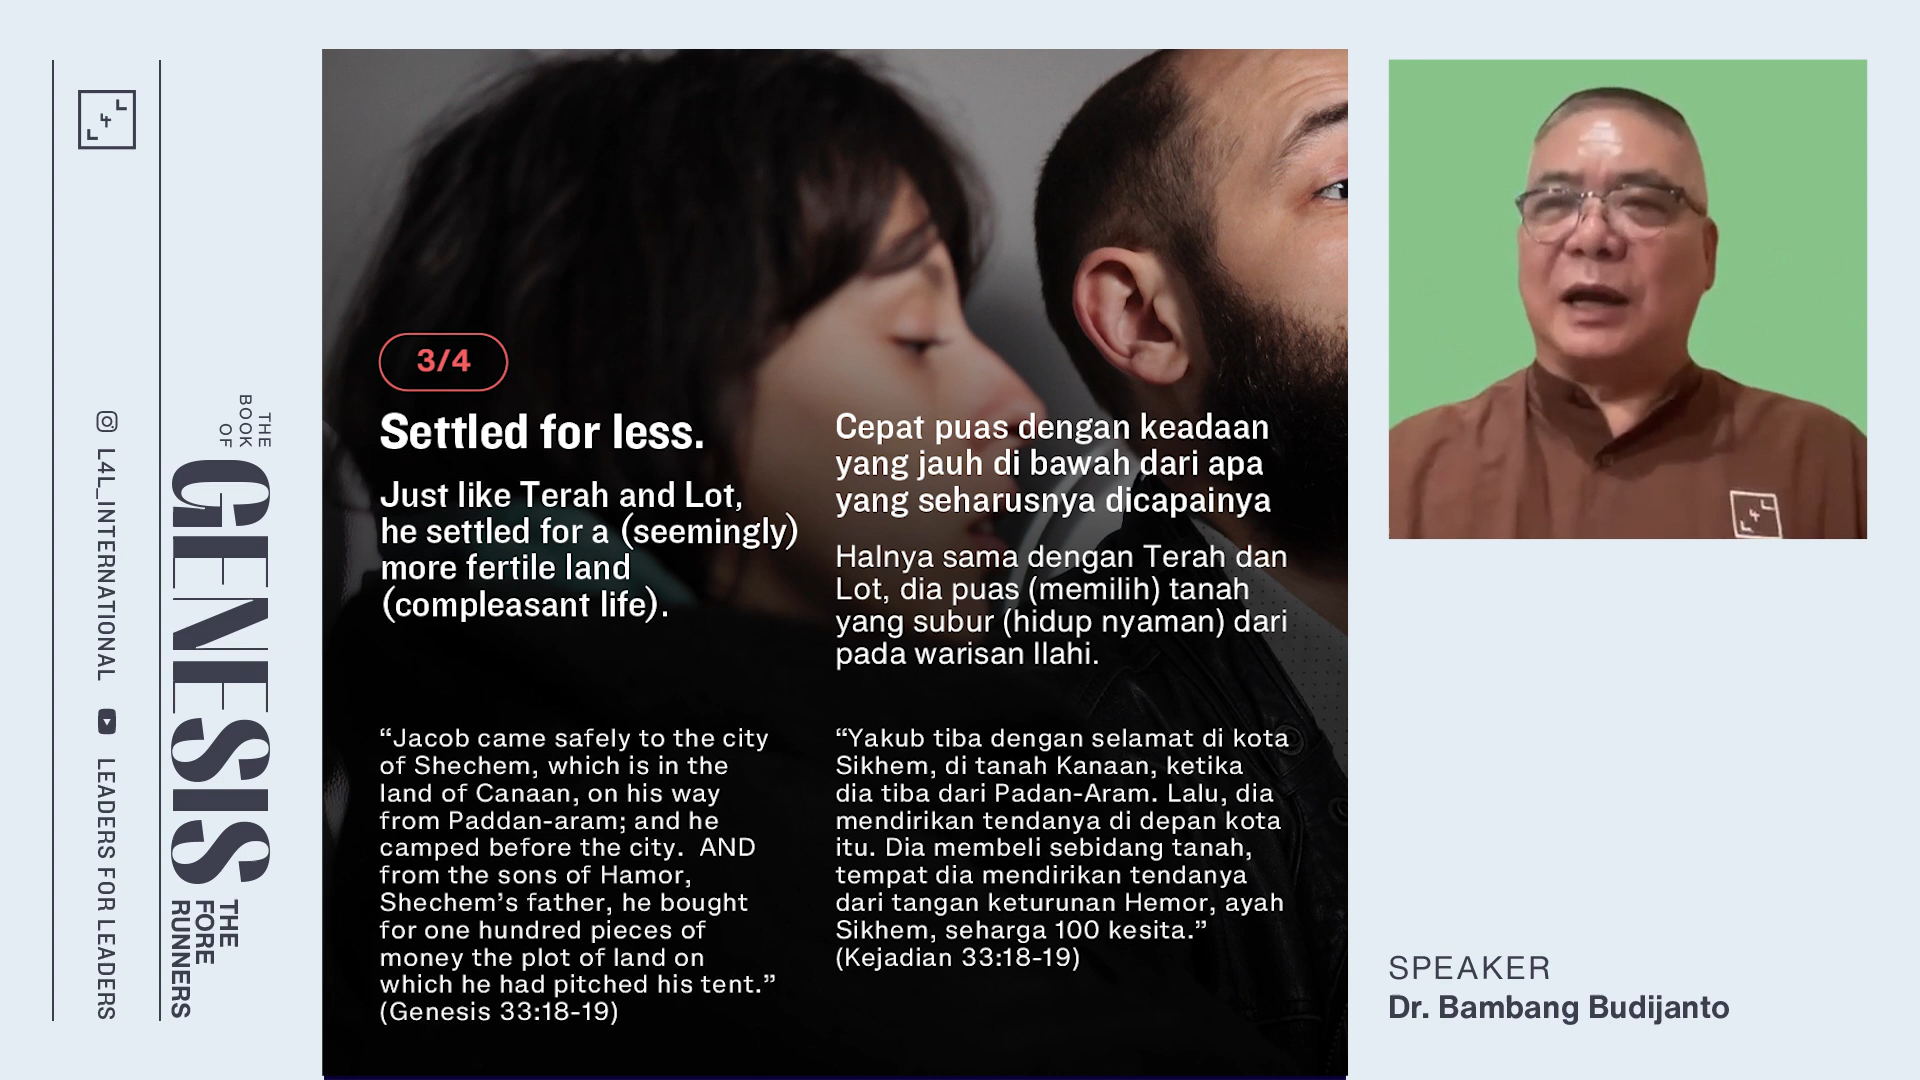 L4L_INTERNATIONAL
LEADERS FOR LEADERS
THE
BOOK
OF
GENESIS
THE
FORE
RUNNERS
3/4
Settled for less.
Just like Terah and Lot,
he settled for a (seemingly)
more fertile land
(compleasant life).
“Jacob came safely to the city
of Shechem, which is in the
land of Canaan, on his way
from Paddan-aram; and he
camped before the city.  AND
from the sons of Hamor,
Shechem’s father, he bought
for one hundred pieces of
money the plot of land on
which he had pitched his tent.”
(Genesis 33:18-19)
Cepat puas dengan keadaan
yang jauh di bawah dari apa
yang seharusnya dicapainya
Halnya sama dengan Terah dan
Lot, dia puas (memilih) tanah
yang subur (hidup nyaman) dari
pada warisan Ilahi.
“Yakub tiba dengan selamat di kota
Sikhem, di tanah Kanaan, ketika
dia tiba dari Padan-Aram. Lalu, dia
mendirikan tendanya di depan kota
itu. Dia membeli sebidang tanah,
tempat dia mendirikan tendanya
dari tangan keturunan Hemor, ayah
Sikhem, seharga 100 kesita.”
(Kejadian 33:18-19)
SPEAKER
Dr. Bambang Budijanto